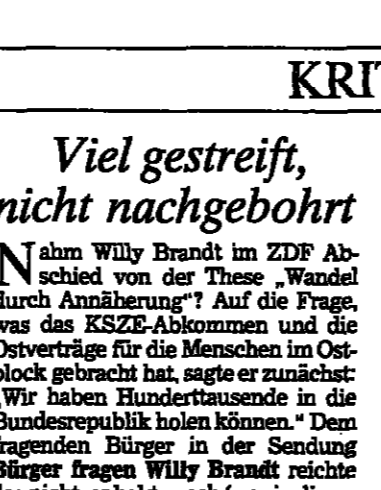 KRIT
Viel gestreift,
nicht nachgebohrt
Nahm Willy Brandt im ZDF Ab-
schied von der These „Wandel
durch Annäherung"? Auf die Frage,
was das KSZE-Abkommen und die
Ostverträge für die Menschen im Ost-
block gebracht hat, sagte er zunächst:
„Wir haben Hunderttausende in die
Bundesrepublik holen können." Dem
fragenden Bürger in der Sendung
Bürger fragen Willy Brandt reichte